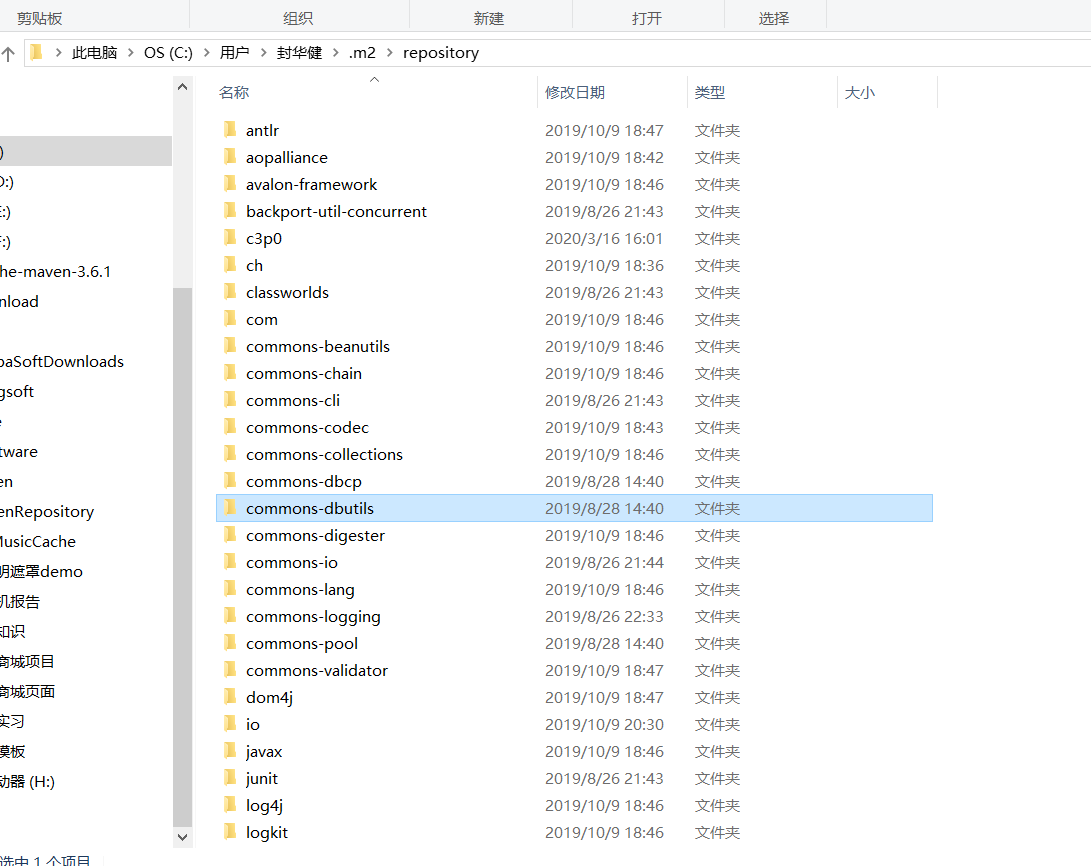 剪贴板 组织 新建 打开 选择
此电脑 OS (C:) 用户 封华健 .m2 repository
名称 修改日期 类型 大小
antlr 2019/10/9 18:47 文件夹
)
aopalliance 2019/10/9 18:42 文件夹
D:)
avalon-framework 2019/10/9 18:46 文件夹
E:)
backport-util-concurrent 2019/8/26 21:43 文件夹
F:)
c3p0 2020/3/16 16:01 文件夹
he-maven-3.6.1
ch 2019/10/9 18:36 文件夹
nload
classworlds 2019/8/26 21:43 文件夹
com 2019/10/9 18:46 文件夹
commons-beanutils 2019/10/9 18:46 文件夹
baSoftDownloads
commons-chain 2019/10/9 18:46 文件夹
gsoft
commons-cli 2019/8/26 21:43 文件夹
e
commons-codec 2019/10/9 18:43 文件夹
tware
commons-collections 2019/10/9 18:46 文件夹
en
commons-dbcp 2019/8/28 14:40 文件夹
enRepository
commons-dbutils 2019/8/28 14:40 文件夹
MusicCache
commons-digester 2019/10/9 18:46 文件夹
明遮罩demo
commons-io 2019/8/26 21:44 文件夹
机报告
commons-lang 2019/10/9 18:46 文件夹
知识
commons-logging 2019/8/26 22:33 文件夹
商城项目
commons-pool 2019/8/28 14:40 文件夹
商城页面
commons-validator 2019/10/9 18:47 文件夹
实习
dom4j 2019/10/9 18:47 文件夹
io 2019/10/9 20:30 文件夹
模板
javax 2019/10/9 18:46 文件夹
动器 (H:)
junit 2019/8/26 21:43 文件夹
log4j 2019/10/9 18:46 文件夹
logkit 2019/10/9 18:46 文件夹
选中 1 个项目